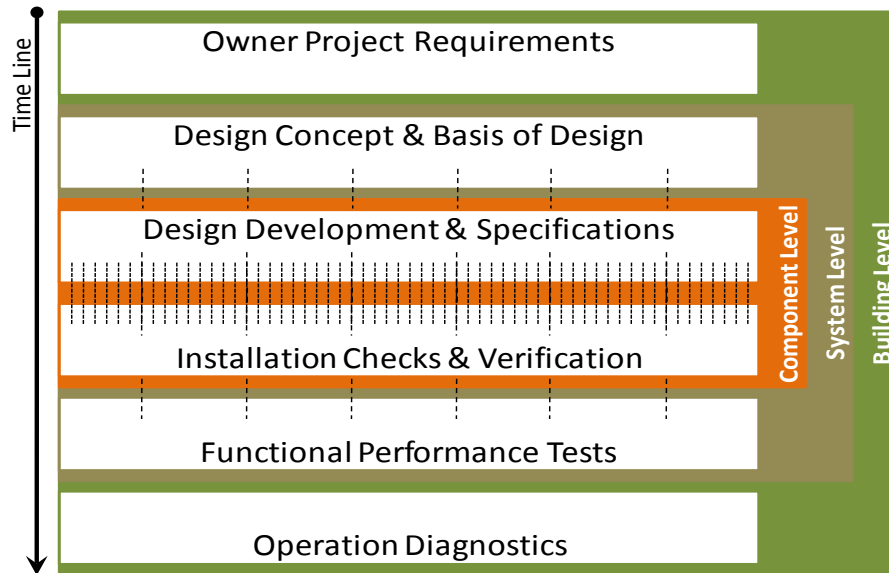 Time Line
Owner Project Requirements
Design Concept & Basis of Design
Design Development & Specifications
Installation Checks & Verification
Functional Performance Tests
Operation Diagnostics
Component Level
System Level
Building Level